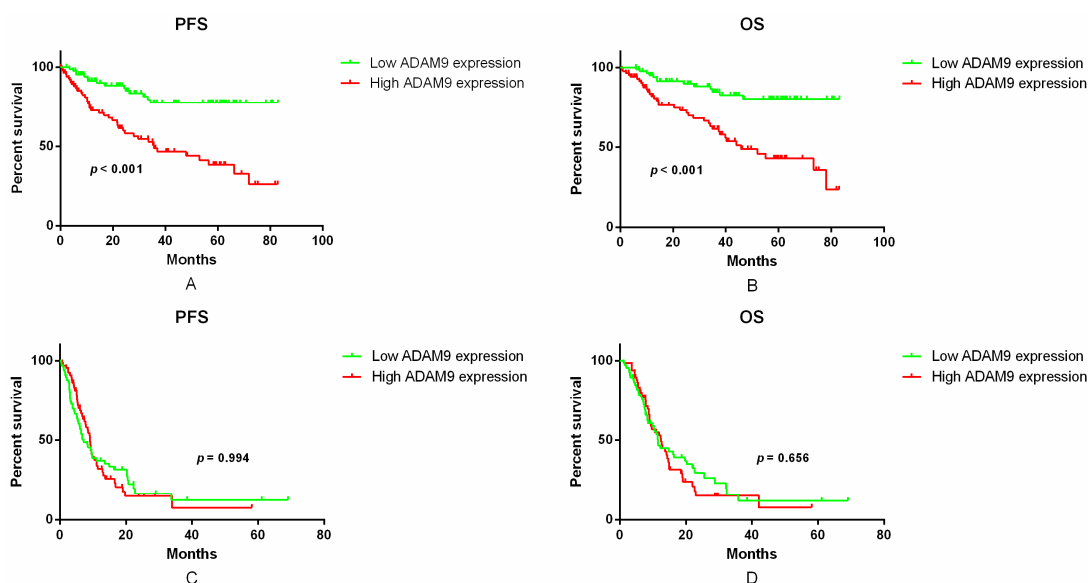 PFS
Percent survival
100
50
0
0 20 40 60 80 100
Months
p < 0.001
Low ADAM9 expression
High ADAM9 expression
A
OS
Percent survival
100
50
0
0 20 40 60 80 100
Months
p < 0.001
Low ADAM9 expression
High ADAM9 expression
B
PFS
Percent survival
100
50
0
0 20 40 60 80
Months
p = 0.994
Low ADAM9 expression
High ADAM9 expression
C
OS
Percent survival
100
50
0
0 20 40 60 80
Months
p = 0.656
Low ADAM9 expression
High ADAM9 expression
D